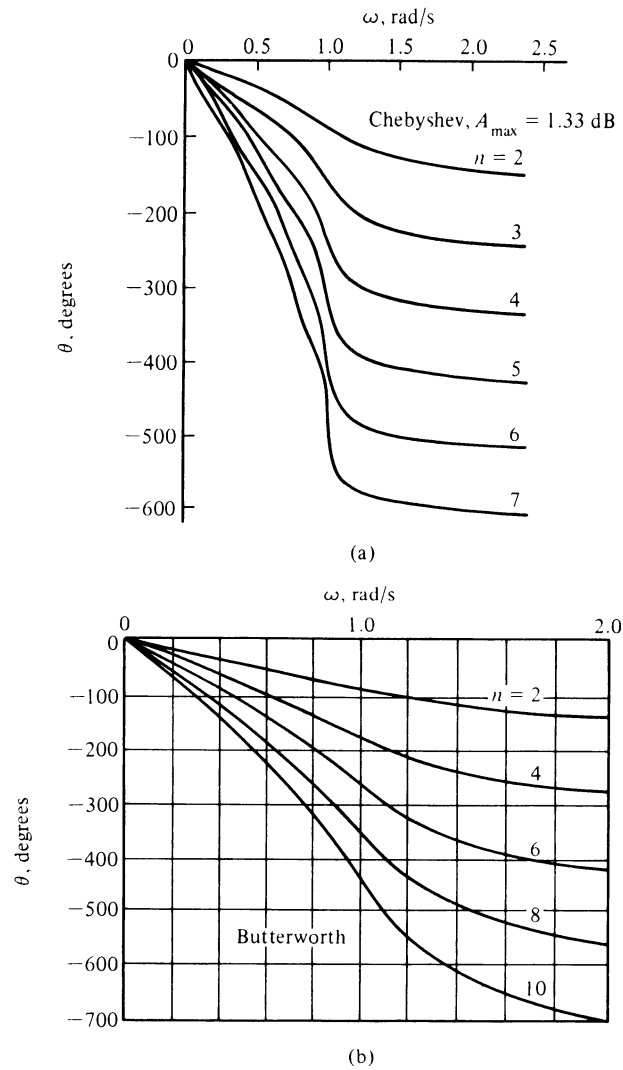 ω, rad/s
0 0.5 1.0 1.5 2.0 2.5
0
−100
−200
−300
−400
−500
−600
θ, degrees
Chebyshev, Amax = 1.33 dB
n = 2
3
4
5
6
7
(a)
ω, rad/s
0 1.0 2.0
0
−100
−200
−300
−400
−500
−600
−700
θ, degrees
n = 2
4
6
8
10
Butterworth
(b)